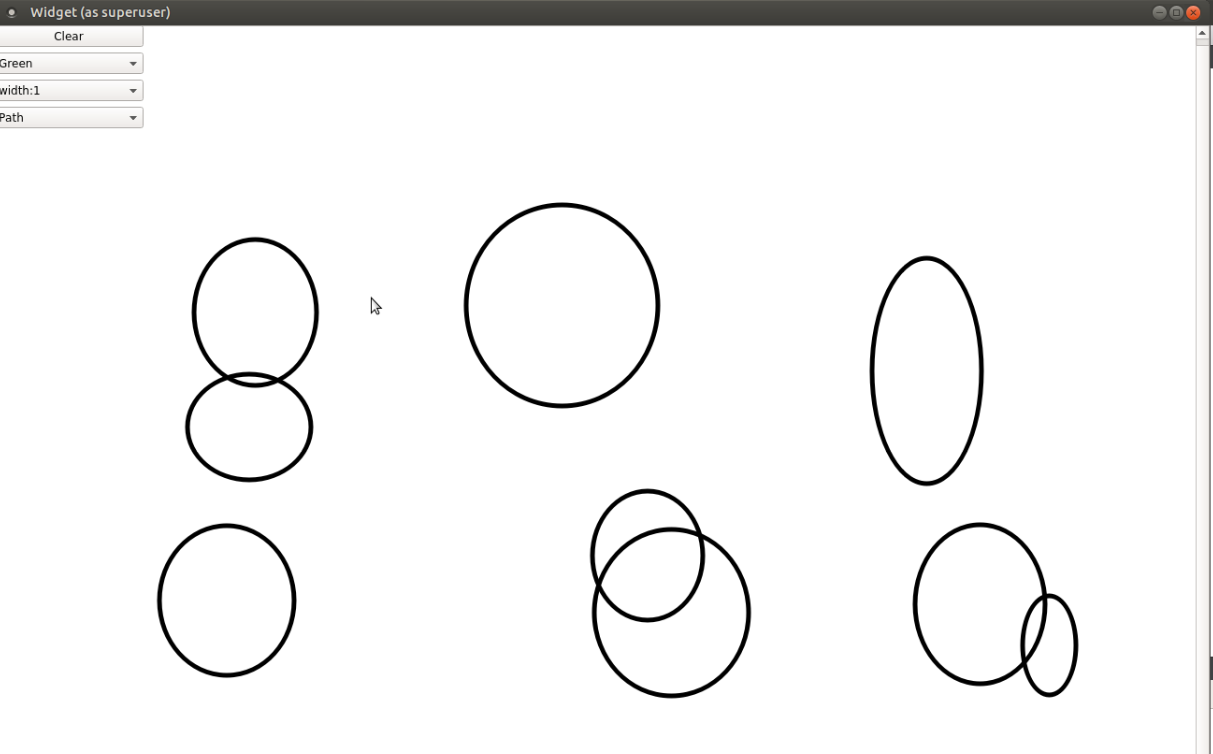 Widget (as superuser)
Clear
Green
width:1
Path